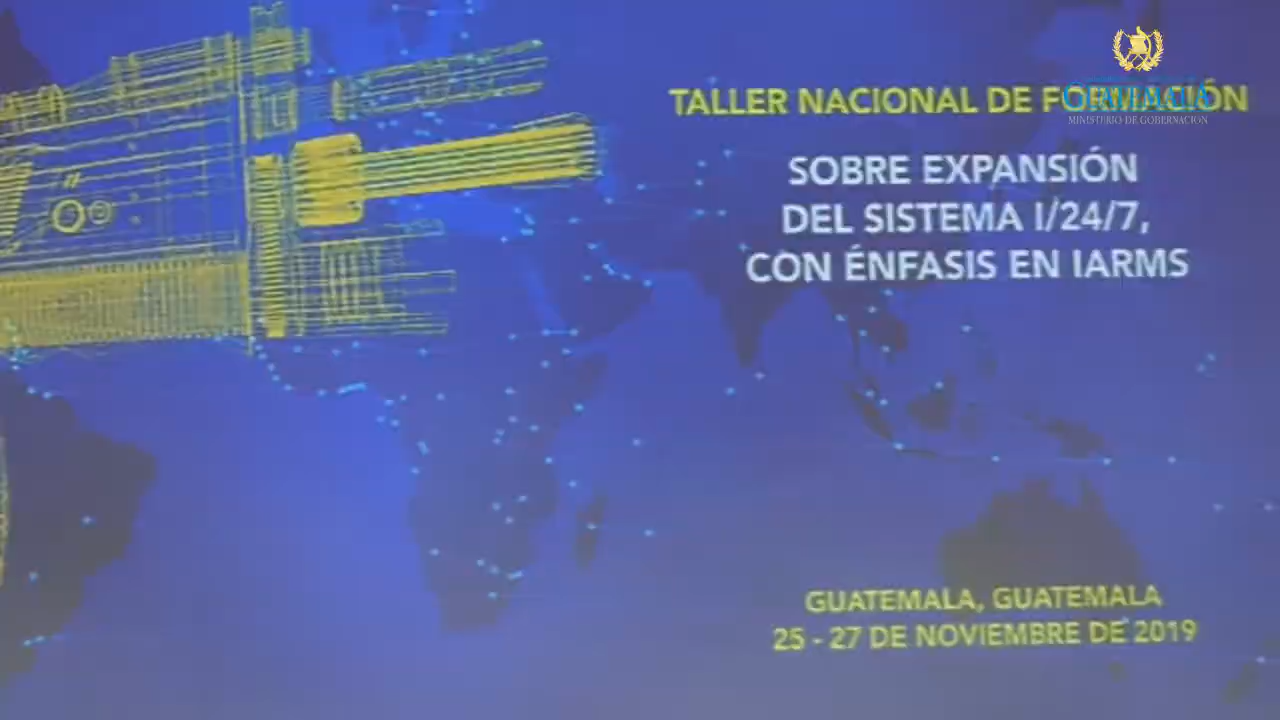 TALLER NACIONAL DE FORMACIÓN
SOBRE EXPANSIÓN
DEL SISTEMA I/24/7,
CON ÉNFASIS EN IARMS
GUATEMALA, GUATEMALA
25 - 27 DE NOVIEMBRE DE 2019
MINISTERIO DE GOBERNACIÓN